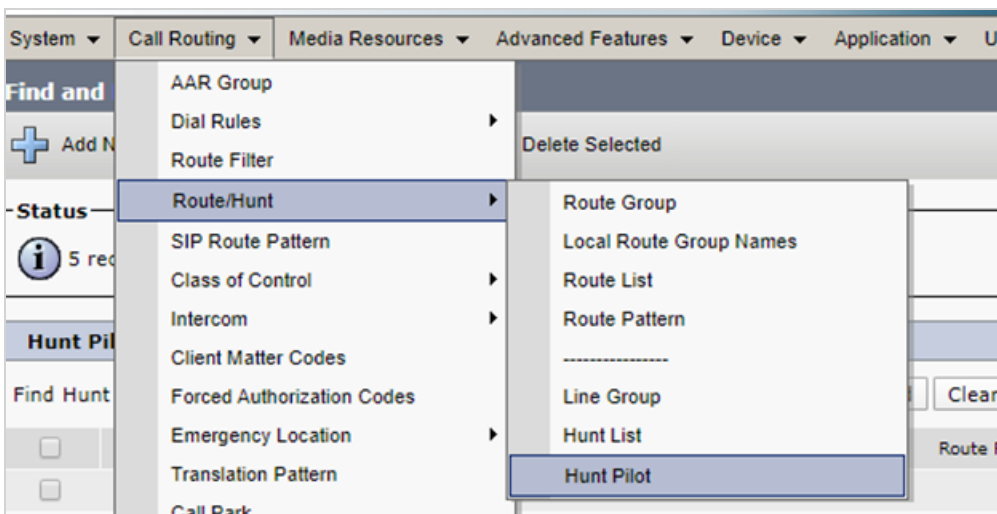 System Call Routing Media Resources Advanced Features Device Application U
Find and
AAR Group
Dial Rules
Add N
Delete Selected
Route Filter
Route/Hunt
Status
Route Group
SIP Route Pattern
Local Route Group Names
5 rec
Class of Control
Route List
Intercom
Route Pattern
Hunt Pil
Client Matter Codes
----------------
Find Hunt
Forced Authorization Codes
Line Group
Clear
Emergency Location
Hunt List
Route
Translation Pattern
Hunt Pilot
Call Park